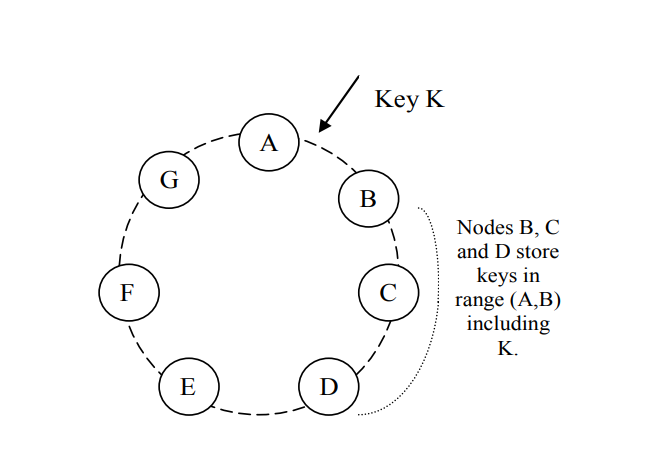 Key K
A
G
B
Nodes B, C
and D store
keys in
range (A,B)
including
K.
F
C
E
D